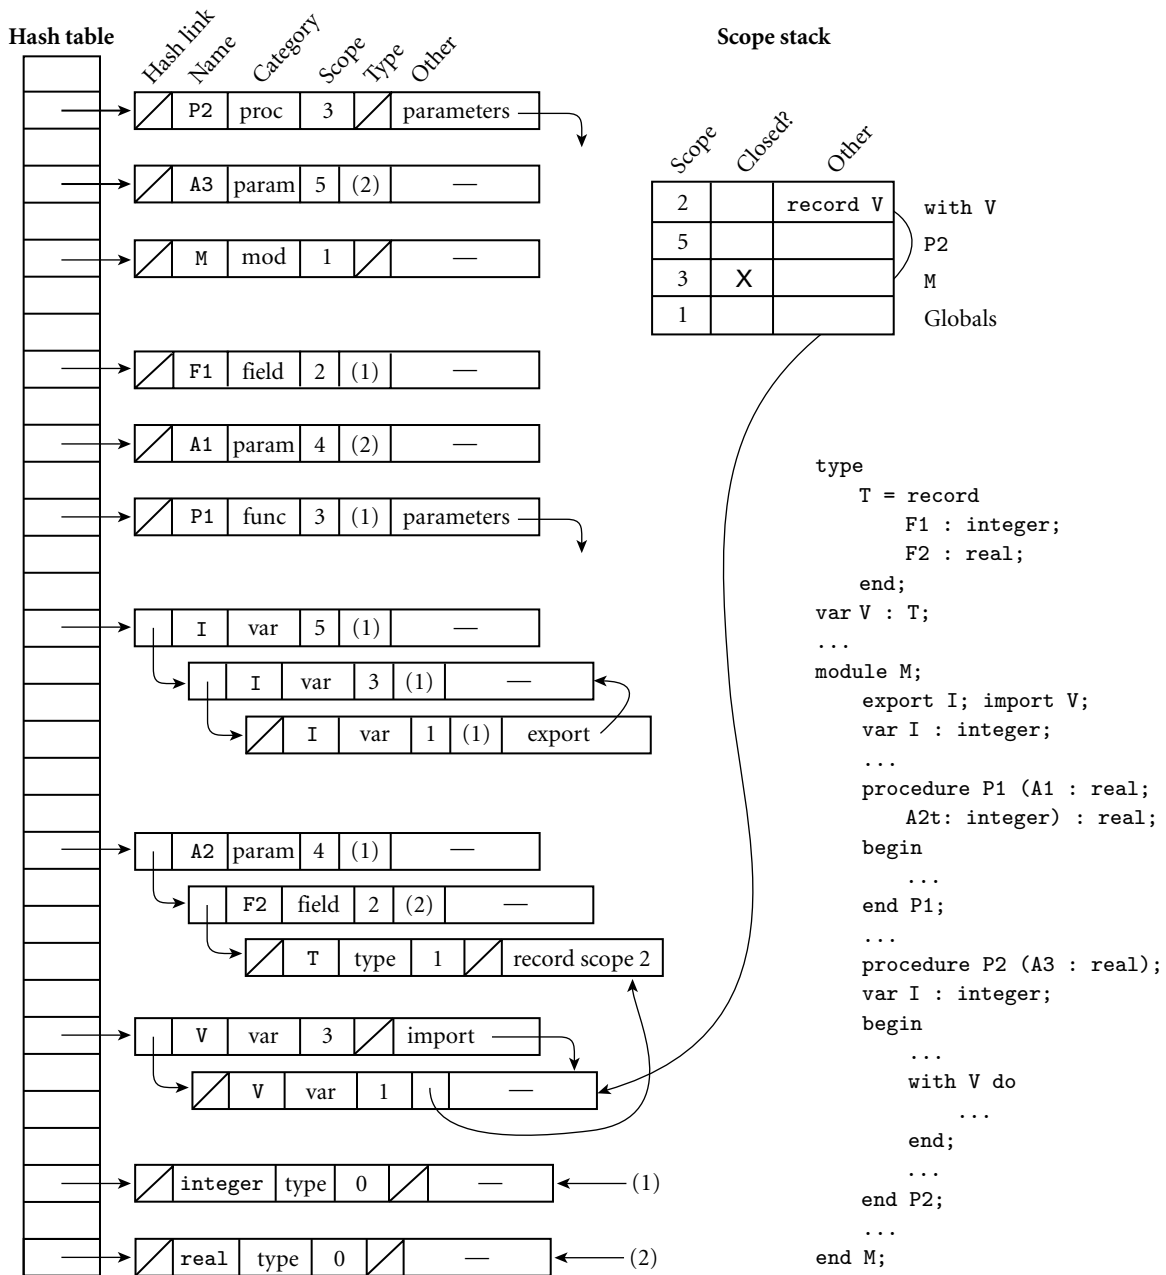 Hash table
Hash link Name Category Scope Type Other
P2 proc 3 parameters
A3 param 5 (2) —
M mod 1 —
F1 field 2 (1) —
A1 param 4 (2) —
P1 func 3 (1) parameters
I var 5 (1) —
I var 3 (1) —
I var 1 (1) export
A2 param 4 (1) —
F2 field 2 (2) —
T type 1 record scope 2
V var 3 import
V var 1 —
integer type 0 — (1)
real type 0 — (2)
Scope stack
Scope Closed? Other
2 record V with V
5 P2
3 X M
1 Globals
type
T = record
F1 : integer;
F2 : real;
end;
var V : T;
...
module M;
export I; import V;
var I : integer;
...
procedure P1 (A1 : real;
A2t: integer) : real;
begin
...
end P1;
...
procedure P2 (A3 : real);
var I : integer;
begin
...
with V do
...
end;
...
end P2;
...
end M;